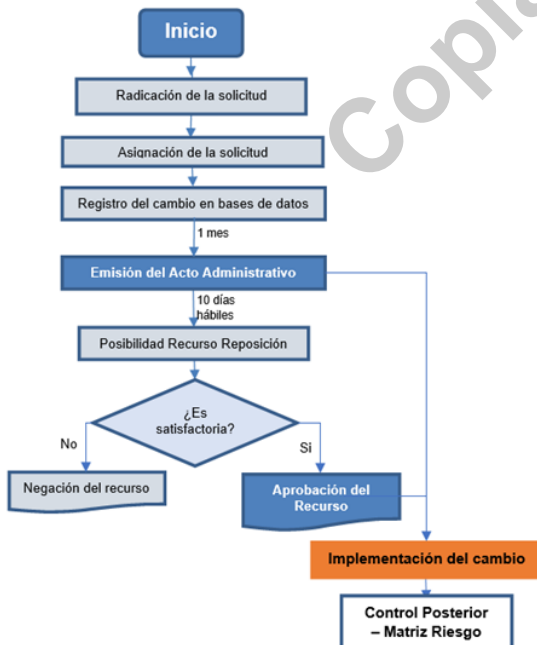 Inicio
Radicación de la solicitud
Asignación de la solicitud
Registro del cambio en bases de datos
1 mes
Emisión del Acto Administrativo
10 días
hábiles
Posibilidad Recurso Reposición
¿Es
satisfactoria?
No
Si
Negación del recurso
Aprobación del
Recurso
Implementación del cambio
Control Posterior
– Matriz Riesgo
Copia